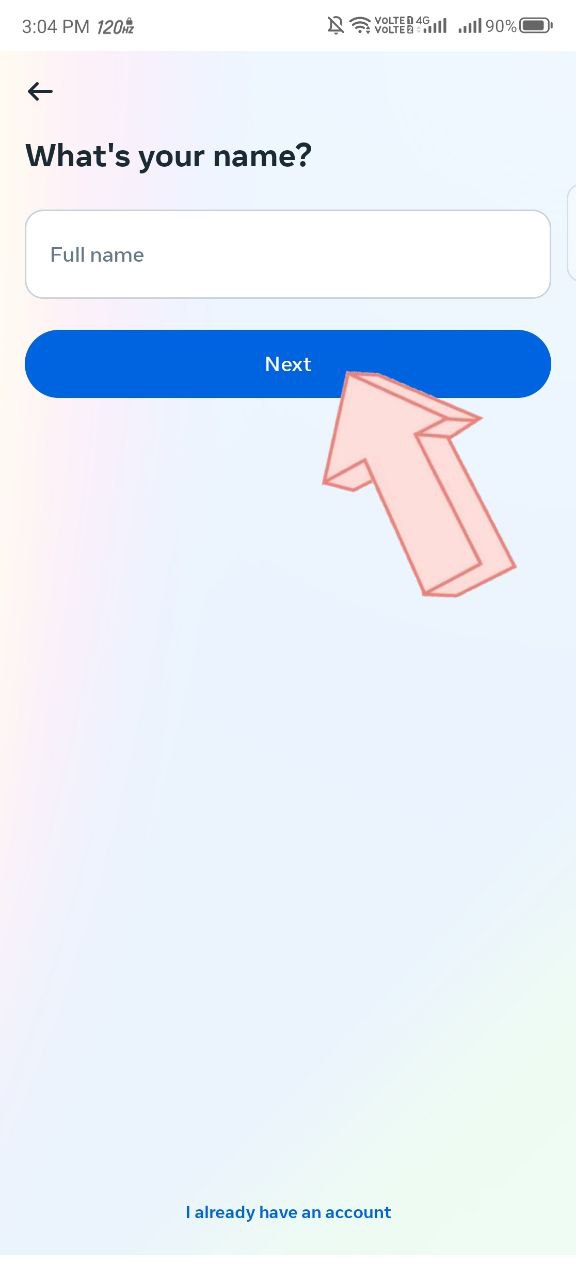 3:04 PM 120HZ VOLTE 1 4G VOLTE 2 90%
What's your name?
Full name
Next
I already have an account